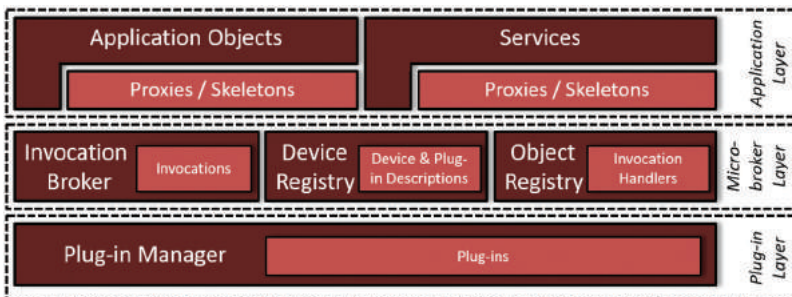 Application Objects
Services
Proxies / Skeletons
Proxies / Skeletons
Application
Layer
Invocation
Broker
Invocations
Device
Registry
Device & Plug-
in Descriptions
Object
Registry
Invocation
Handlers
Micro-
broker
Layer
Plug-in Manager
Plug-ins
Plug-in
Layer